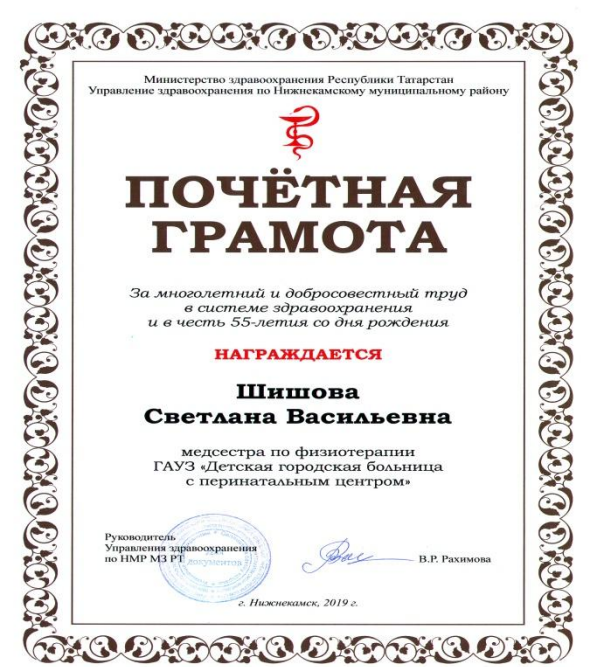 Министерство здравоохранения Республики Татарстан
Управление здравоохранения по Нижнекамскому муниципальному району
ПОЧЁТНАЯ
ГРАМОТА
За многолетний и добросовестный труд
в системе здравоохранения
и в честь 55-летия со дня рождения
НАГРАЖДАЕТСЯ
Шишова
Светлана Васильевна
медсестра по физиотерапии
ГАУЗ «Детская городская больница
с перинатальным центром»
Руководитель
Управления здравоохранения
по НМР МЗ РТ
документов
В.Р. Рахимова
г. Нижнекамск, 2019 г.